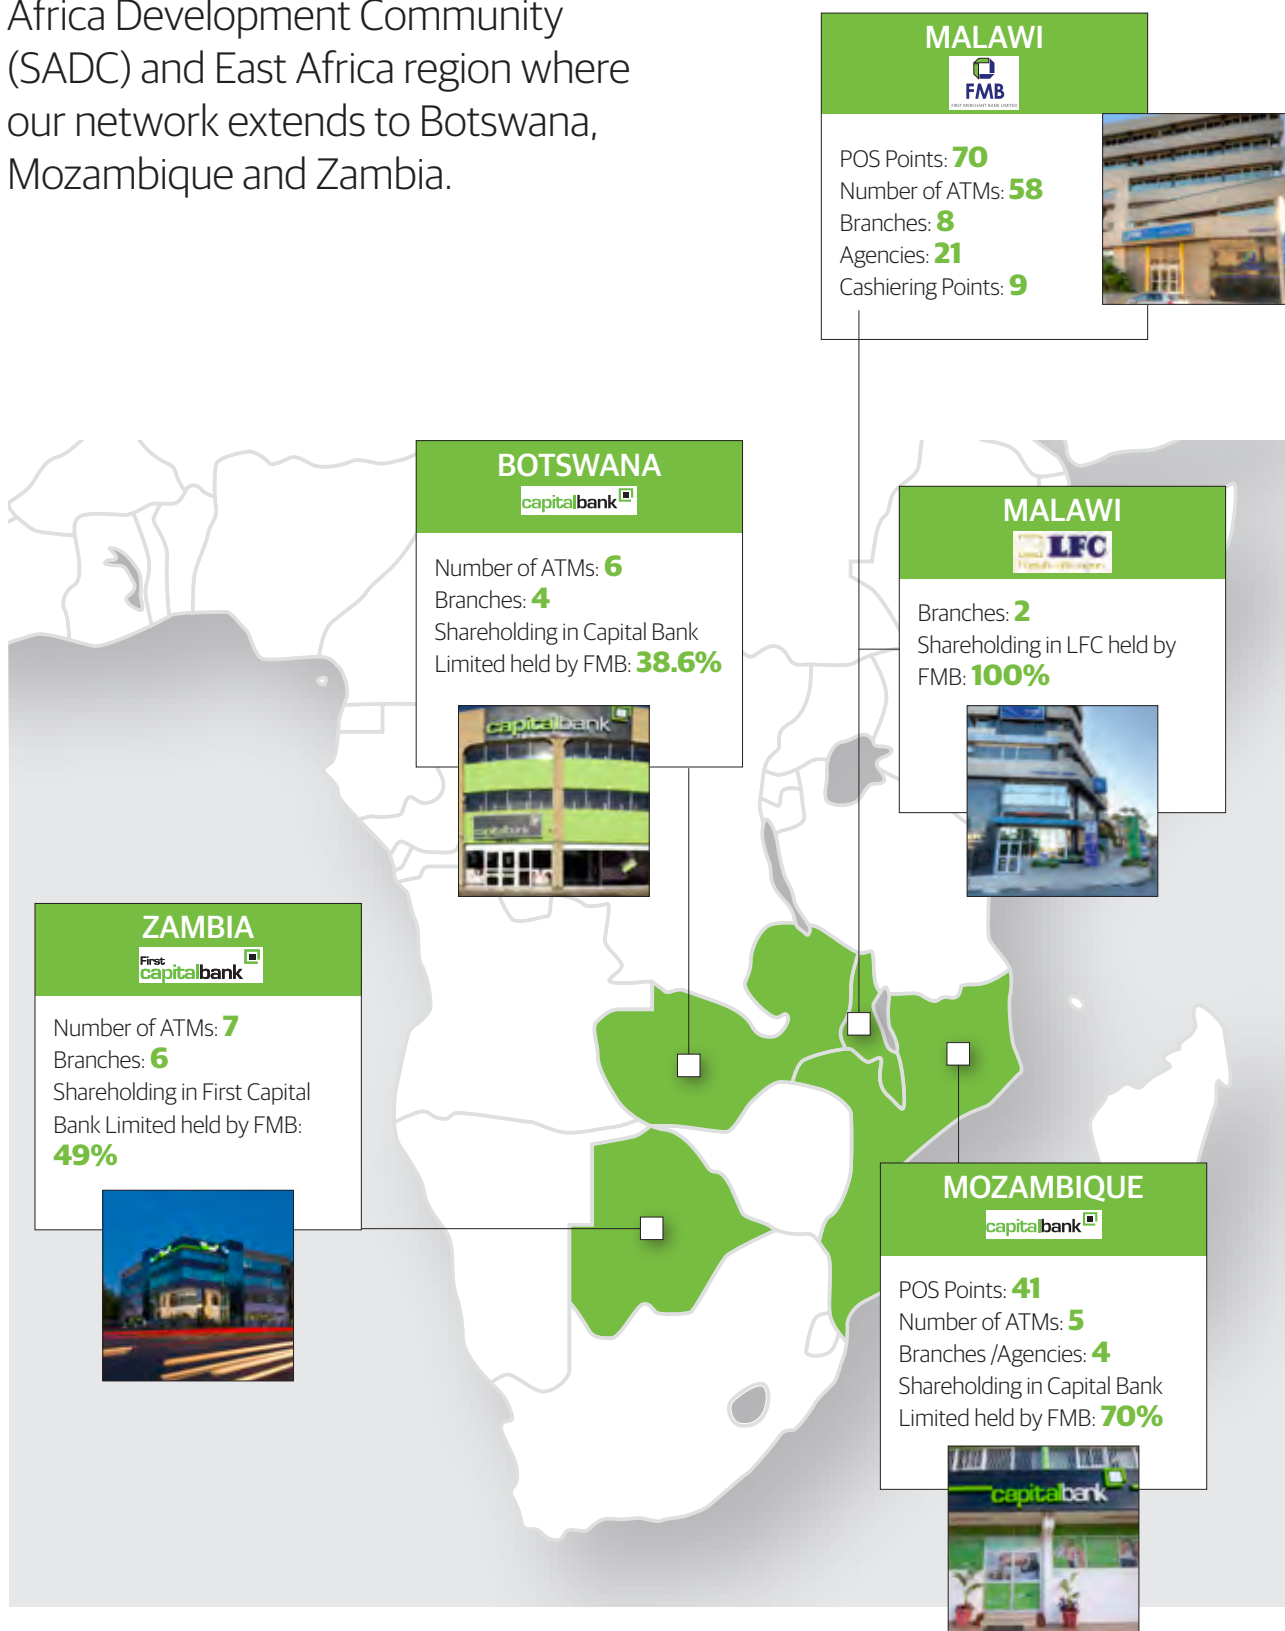 Africa Development Community
(SADC) and East Africa region where
our network extends to Botswana,
Mozambique and Zambia.
MALAWI
FMB
FIRST MERCHANT BANK LIMITED
POS Points: 70
Number of ATMs: 58
Branches: 8
Agencies: 21
Cashiering Points: 9
BOTSWANA
capitalbank
Number of ATMs: 6
Branches: 4
Shareholding in Capital Bank
Limited held by FMB: 38.6%
capitalbank
capitalbank
MALAWI
LFC
Branches: 2
Shareholding in LFC held by
FMB: 100%
ZAMBIA
First
capitalbank
Number of ATMs: 7
Branches: 6
Shareholding in First Capital
Bank Limited held by FMB:
49%
MOZAMBIQUE
capitalbank
POS Points: 41
Number of ATMs: 5
Branches /Agencies: 4
Shareholding in Capital Bank
Limited held by FMB: 70%
capitalbank